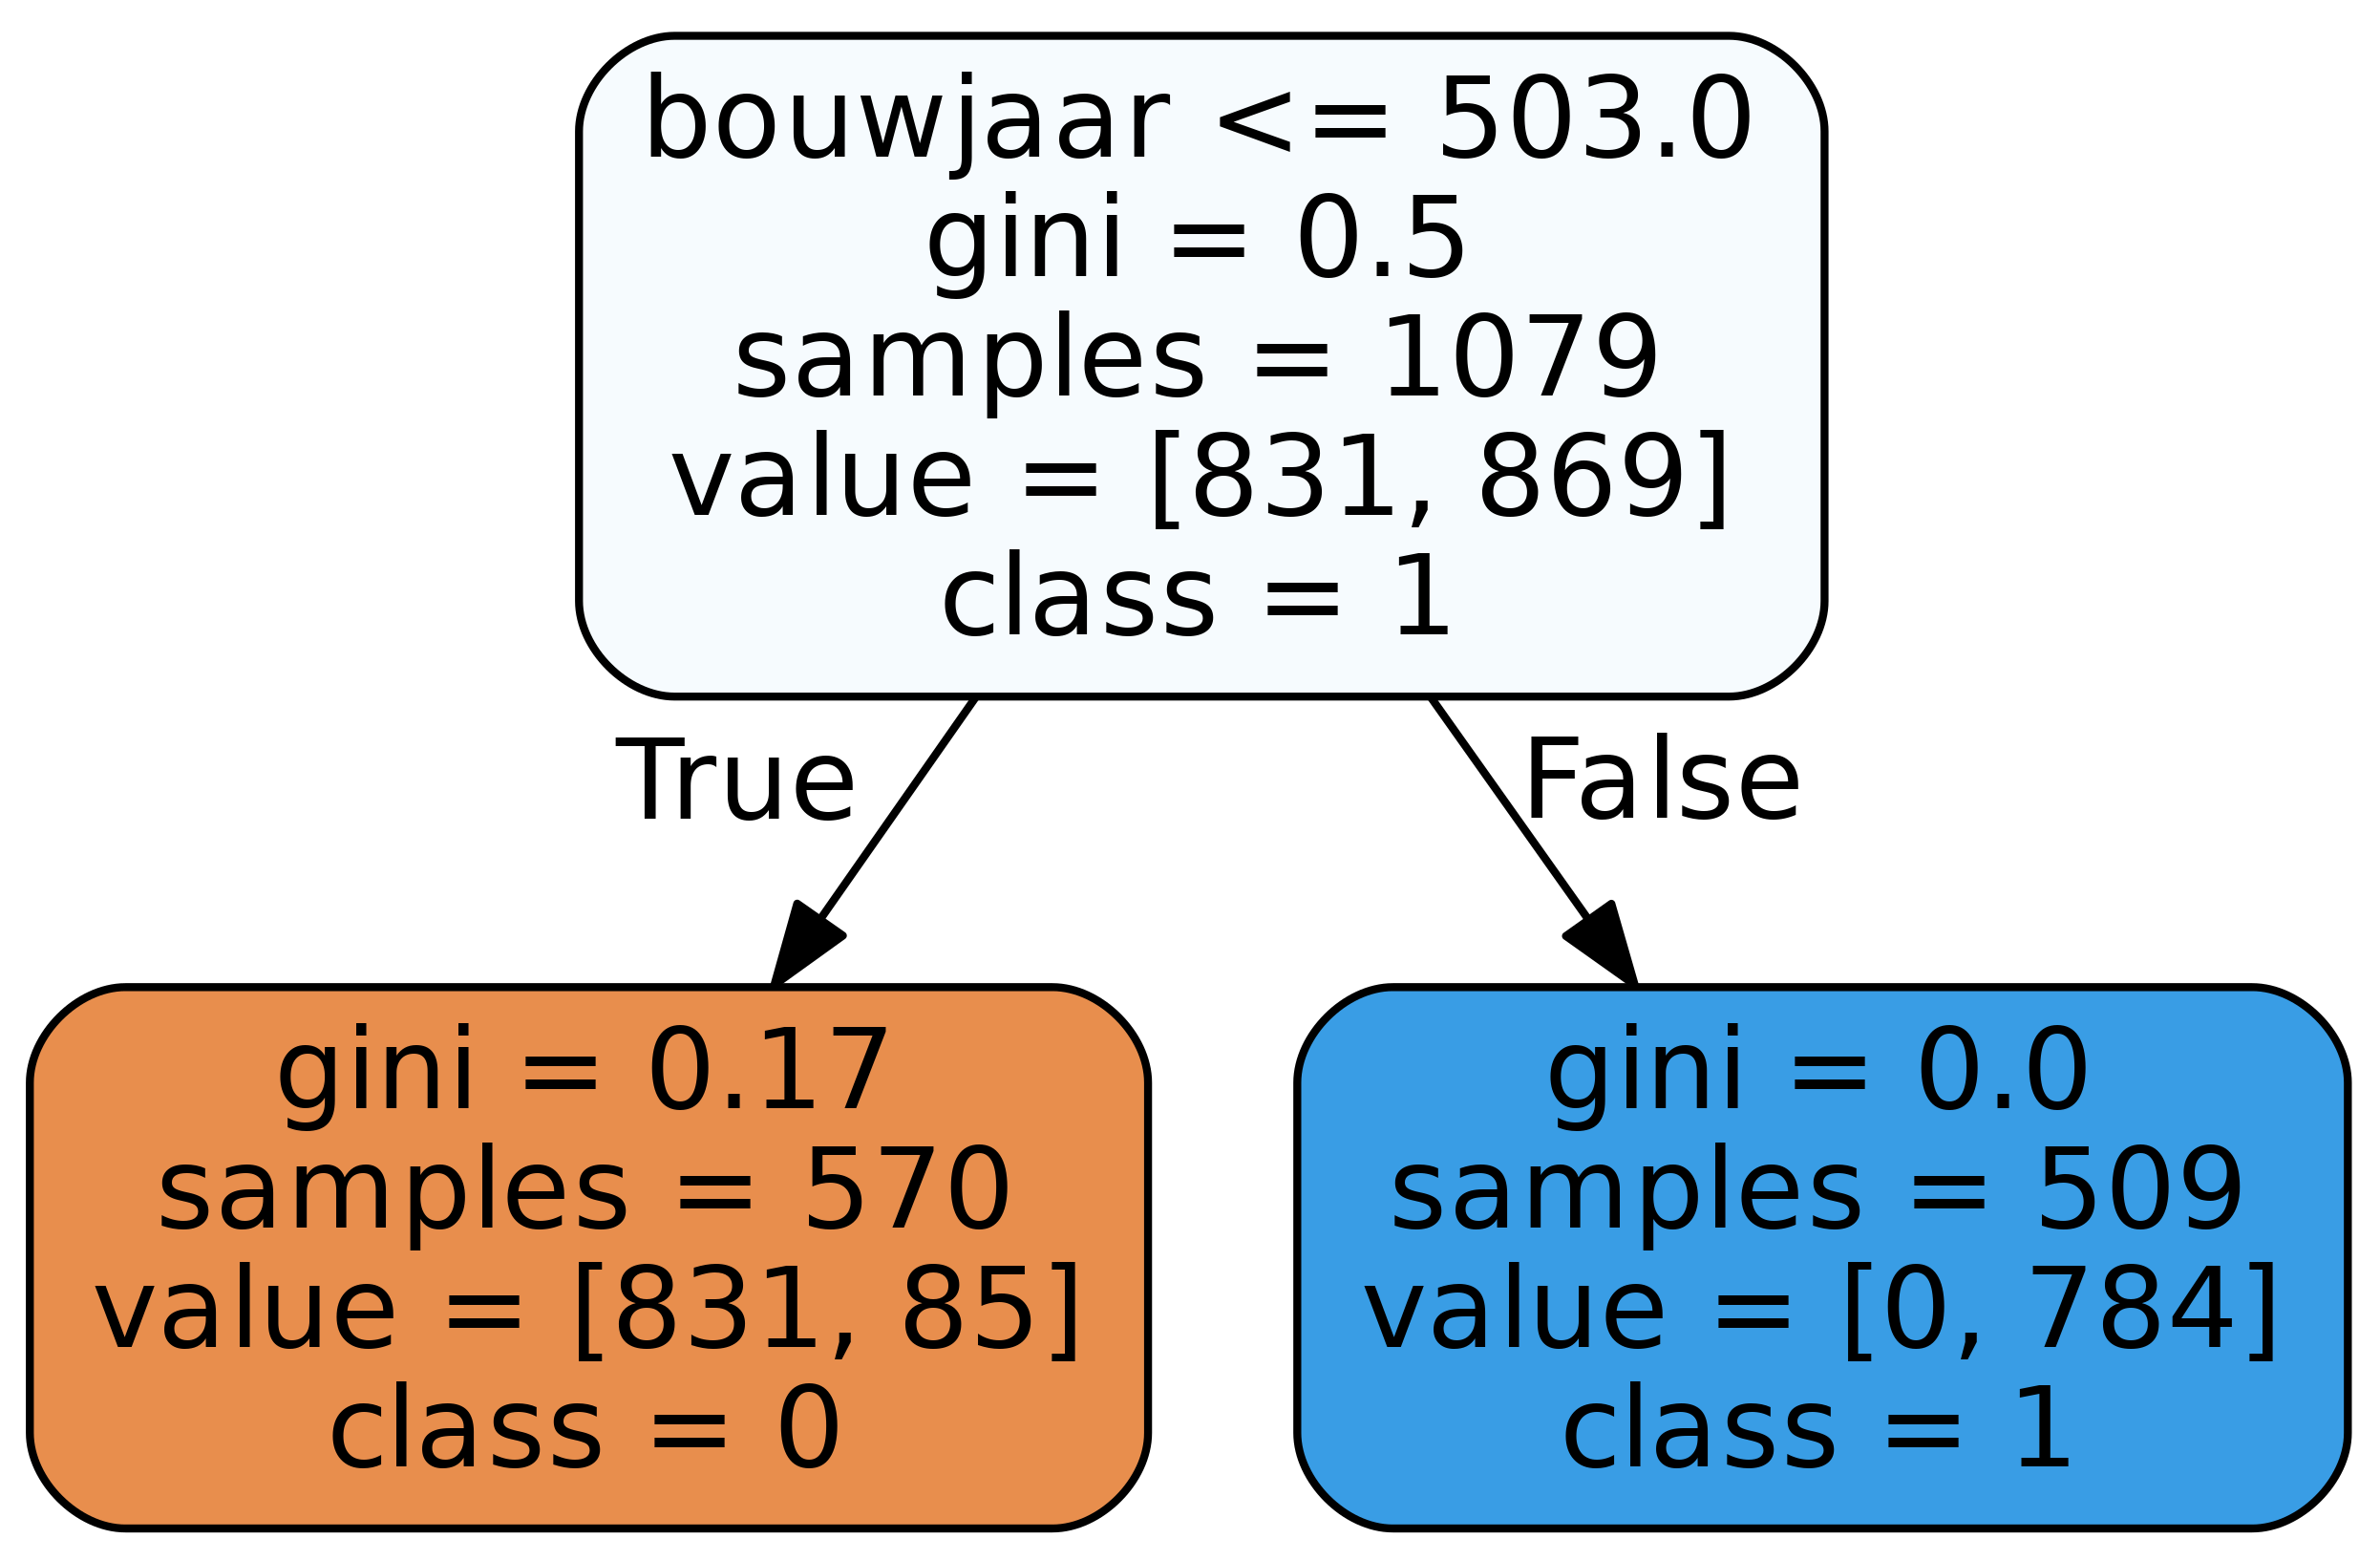 bouwjaar <= 503.0
gini = 0.5
samples = 1079
value = [831, 869]
class = 1
True
False
gini = 0.17
samples = 570
value = [831, 85]
class = 0
gini = 0.0
samples = 509
value = [0, 784]
class = 1